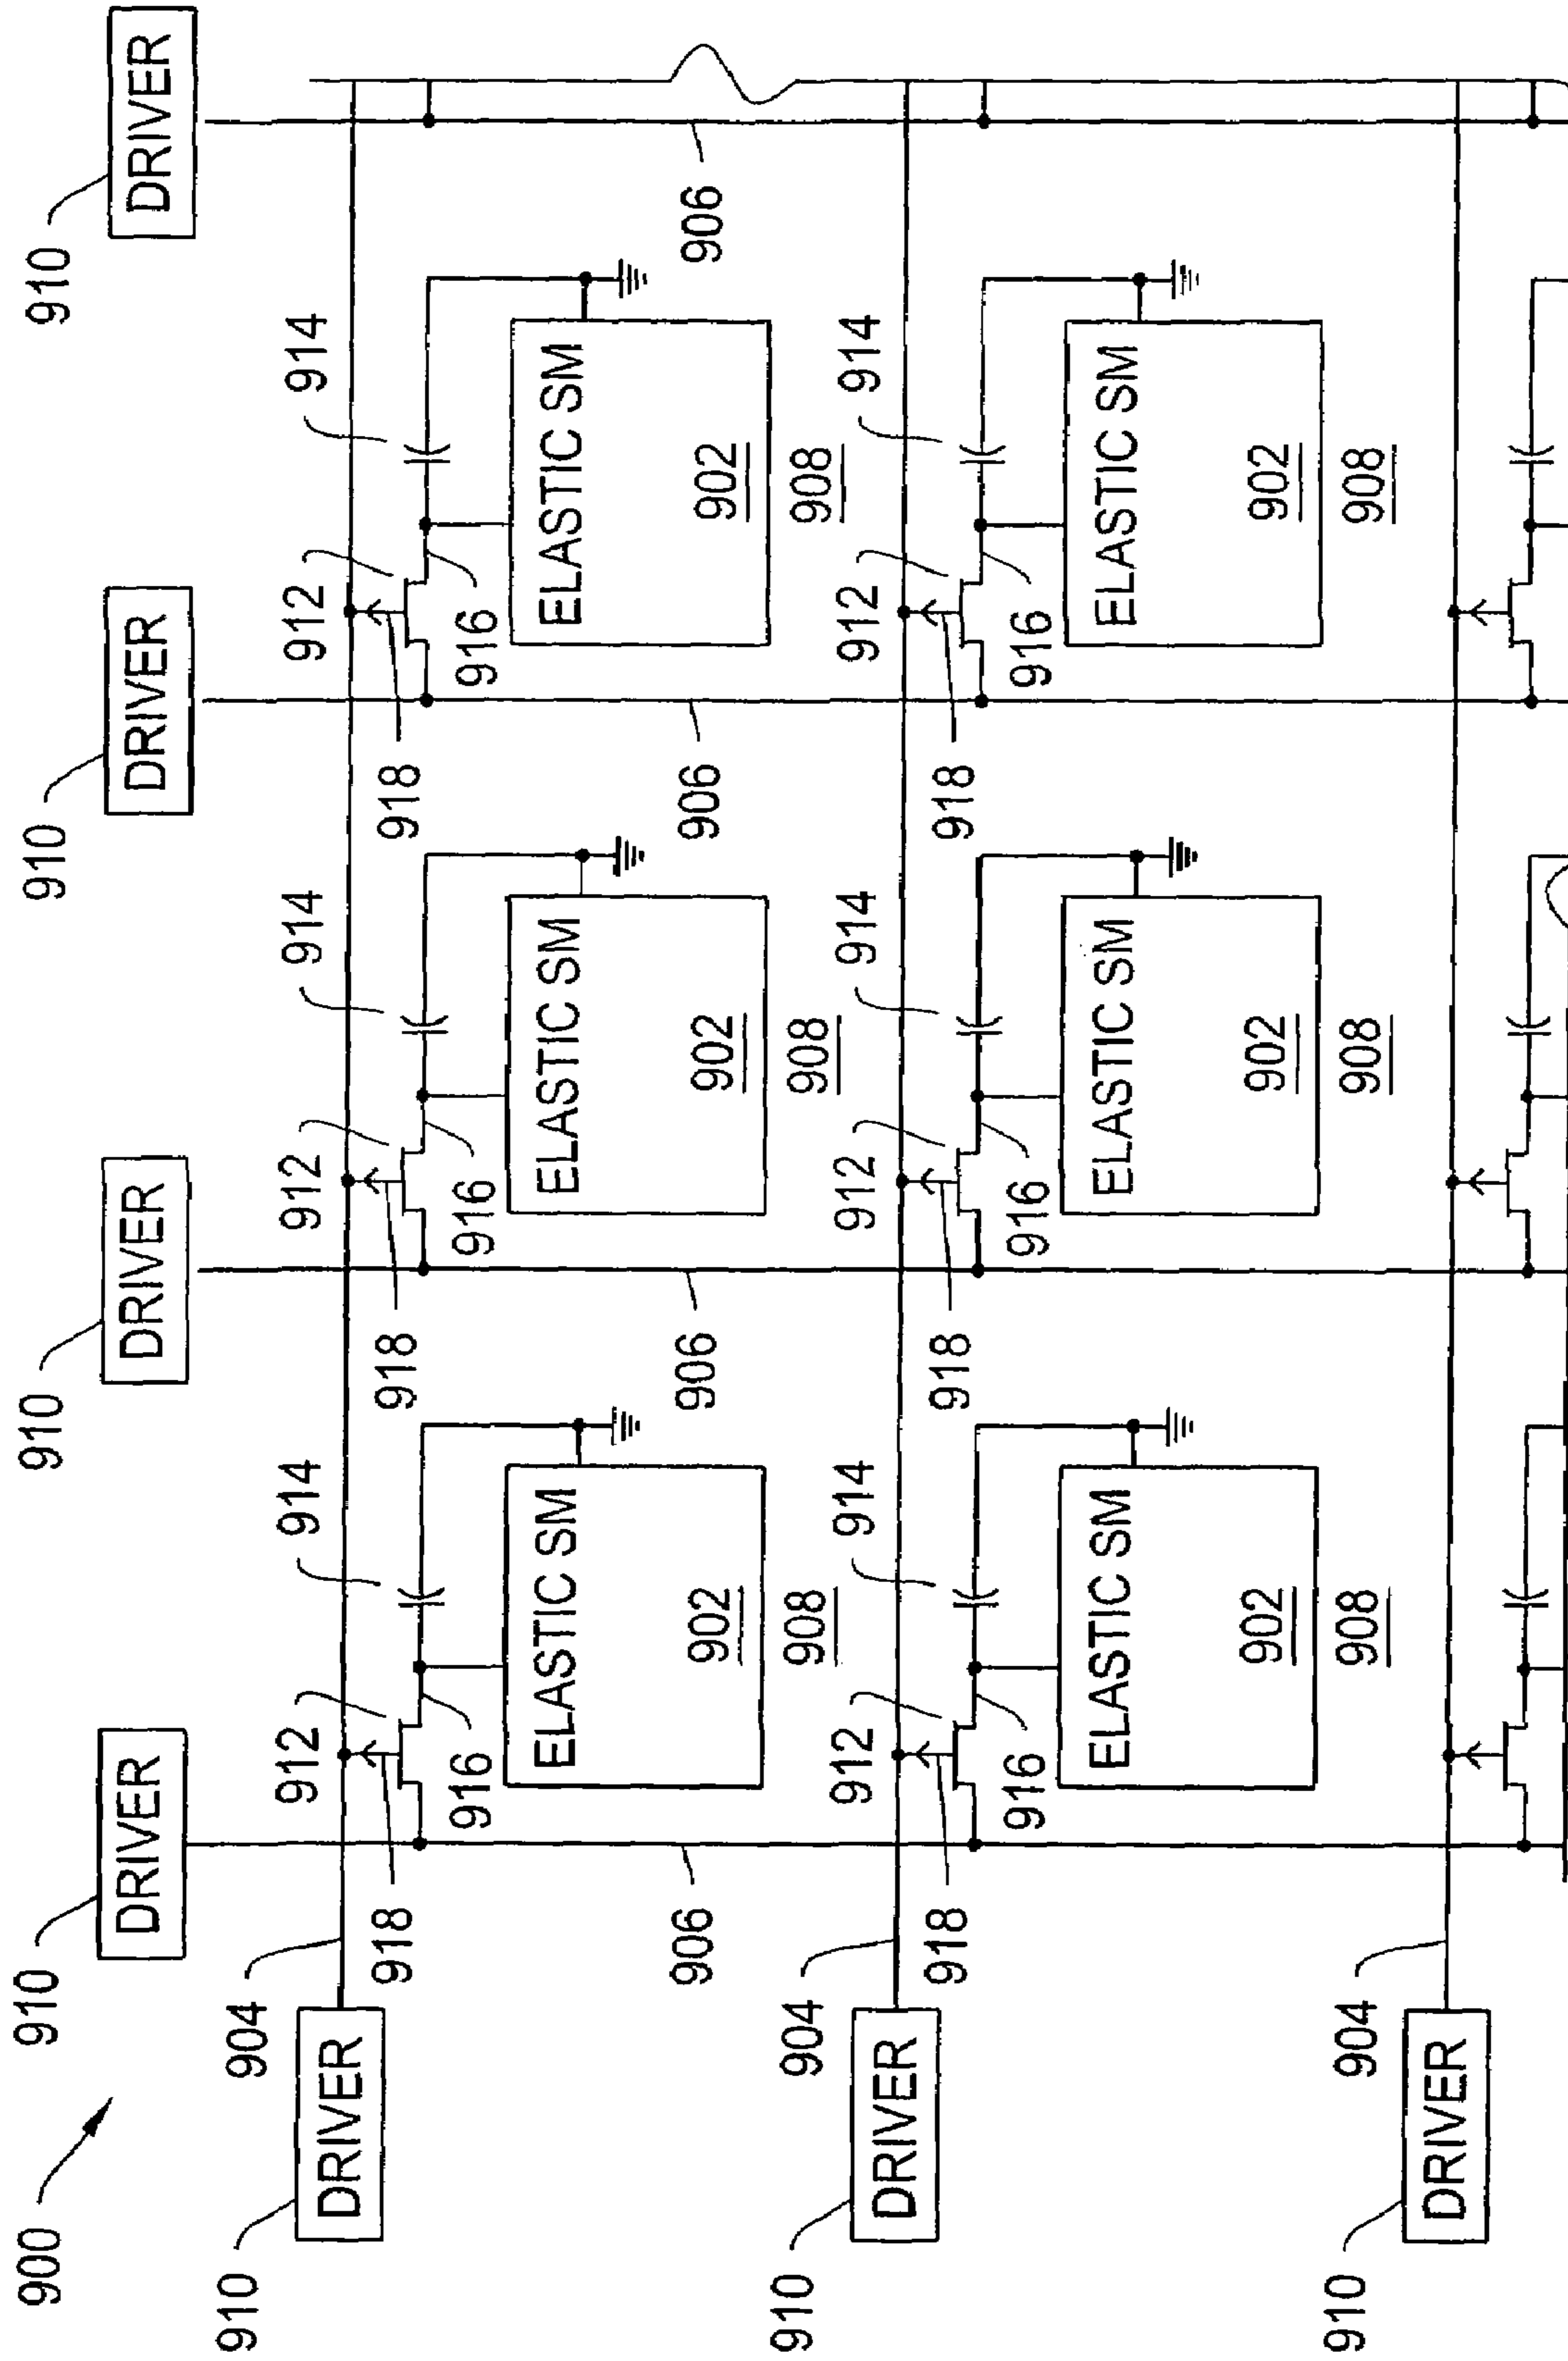 900 910 910 910 910
DRIVER DRIVER DRIVER DRIVER
910 904
912 914 912 914 912 914
DRIVER
918 918 918
916 916 916
ELASTIC SM ELASTIC SM ELASTIC SM
906 902 906 902 906 902 906
910 904 908 908 908
912 914 912 914 912 914
DRIVER
918 918 918
916 916 916
ELASTIC SM ELASTIC SM ELASTIC SM
902 902 902
910 904 908 908 908
DRIVER